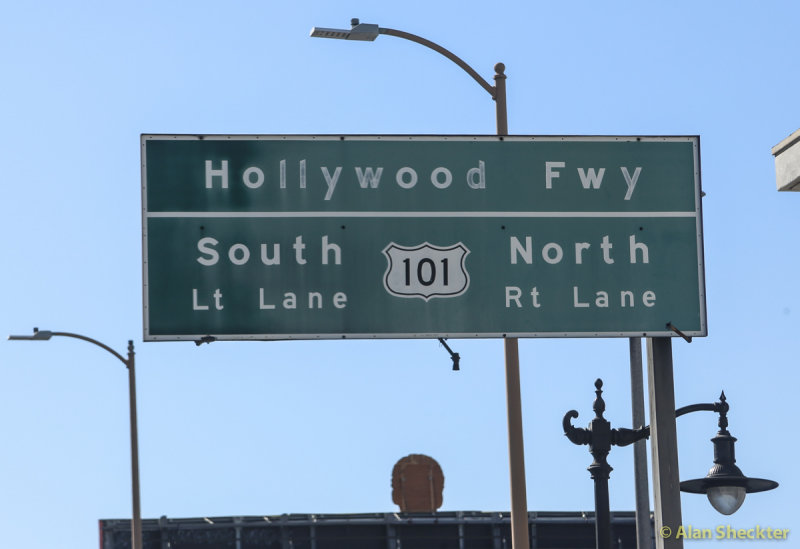 Hollywood Fwy
South 101 North
Lt Lane Rt Lane
© Alan Sheckter